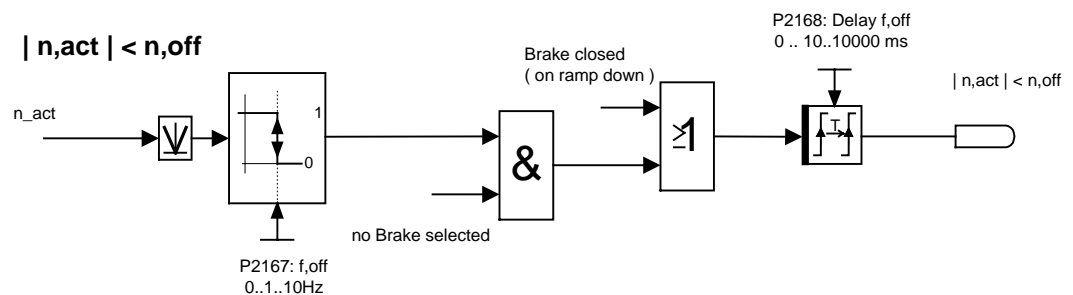 | n,act | < n,off
P2168: Delay f,off
0 .. 10..10000 ms
Brake closed
( on ramp down )
| n,act | < n,off
n_act
1
0
&
≥1
T
no Brake selected
P2167: f,off
0..1..10Hz